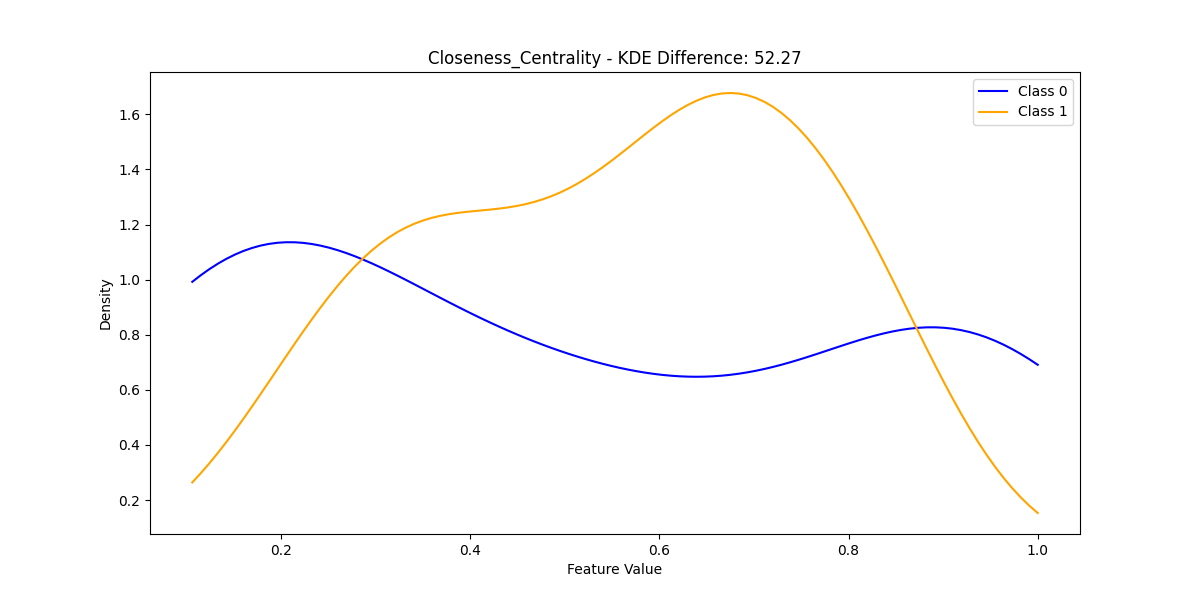 Closeness_Centrality - KDE Difference: 52.27
Class 0
Class 1
Density
1.6
1.4
1.2
1.0
0.8
0.6
0.4
0.2
0.2 0.4 0.6 0.8 1.0
Feature Value